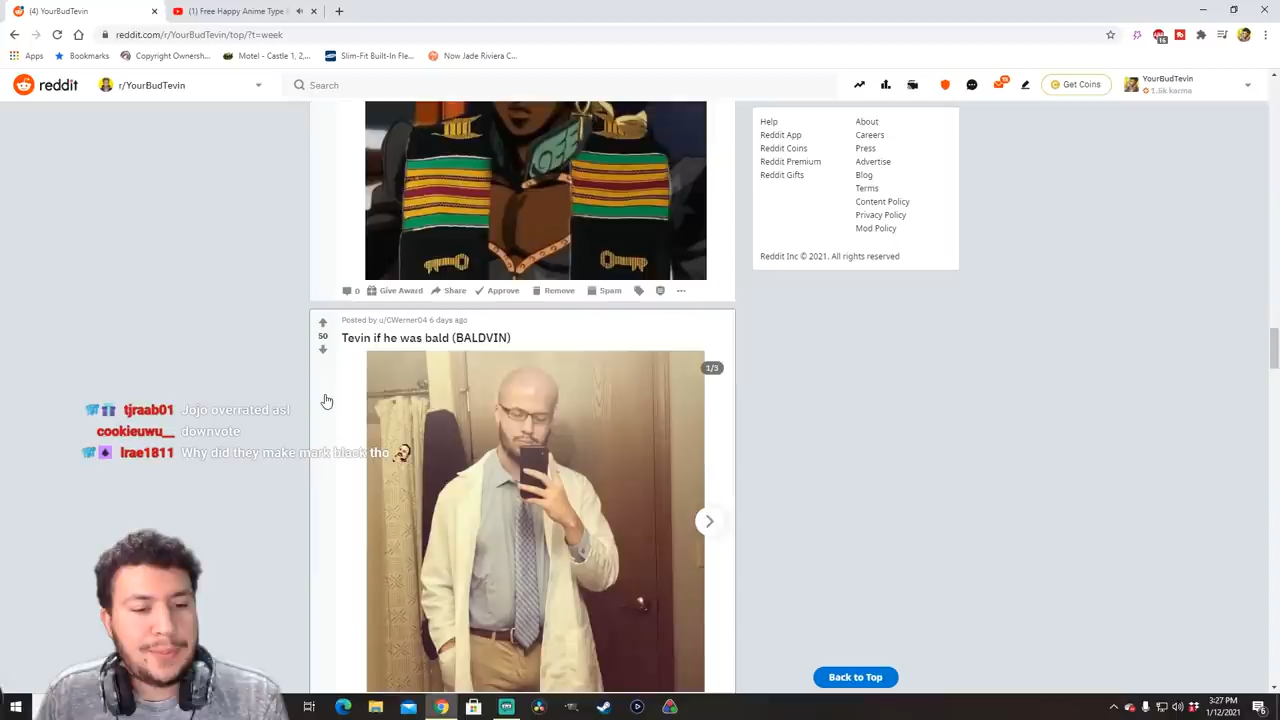 (4) YourBudTevin
(1) Free Happy Anime Type
reddit.com/r/YourBudTevin/top/?t=week
Apps
Bookmarks
Copyright Ownersh...
Motel - Castle 1, 2,...
Slim-Fit Built-In Fle...
Now Jade Riviera C...
reddit
r/YourBudTevin
Search
15
Get Coins
YourBudTevin
1.5k karma
Help
About
Reddit App
Careers
Reddit Coins
Press
Reddit Premium
Advertise
Reddit Gifts
Blog
Terms
Content Policy
Privacy Policy
Mod Policy
Reddit Inc © 2021. All rights reserved
0
Give Award
Share
Approve
Remove
Spam
Posted by u/CWerner04 6 days ago
50
Tevin if he was bald (BALDVIN)
1/3
tjraab01 Jojo overrated asl
cookieuwu__ downvote
lrae1811 Why did they make mark black tho
Back to Top
3:27 PM
1/12/2021